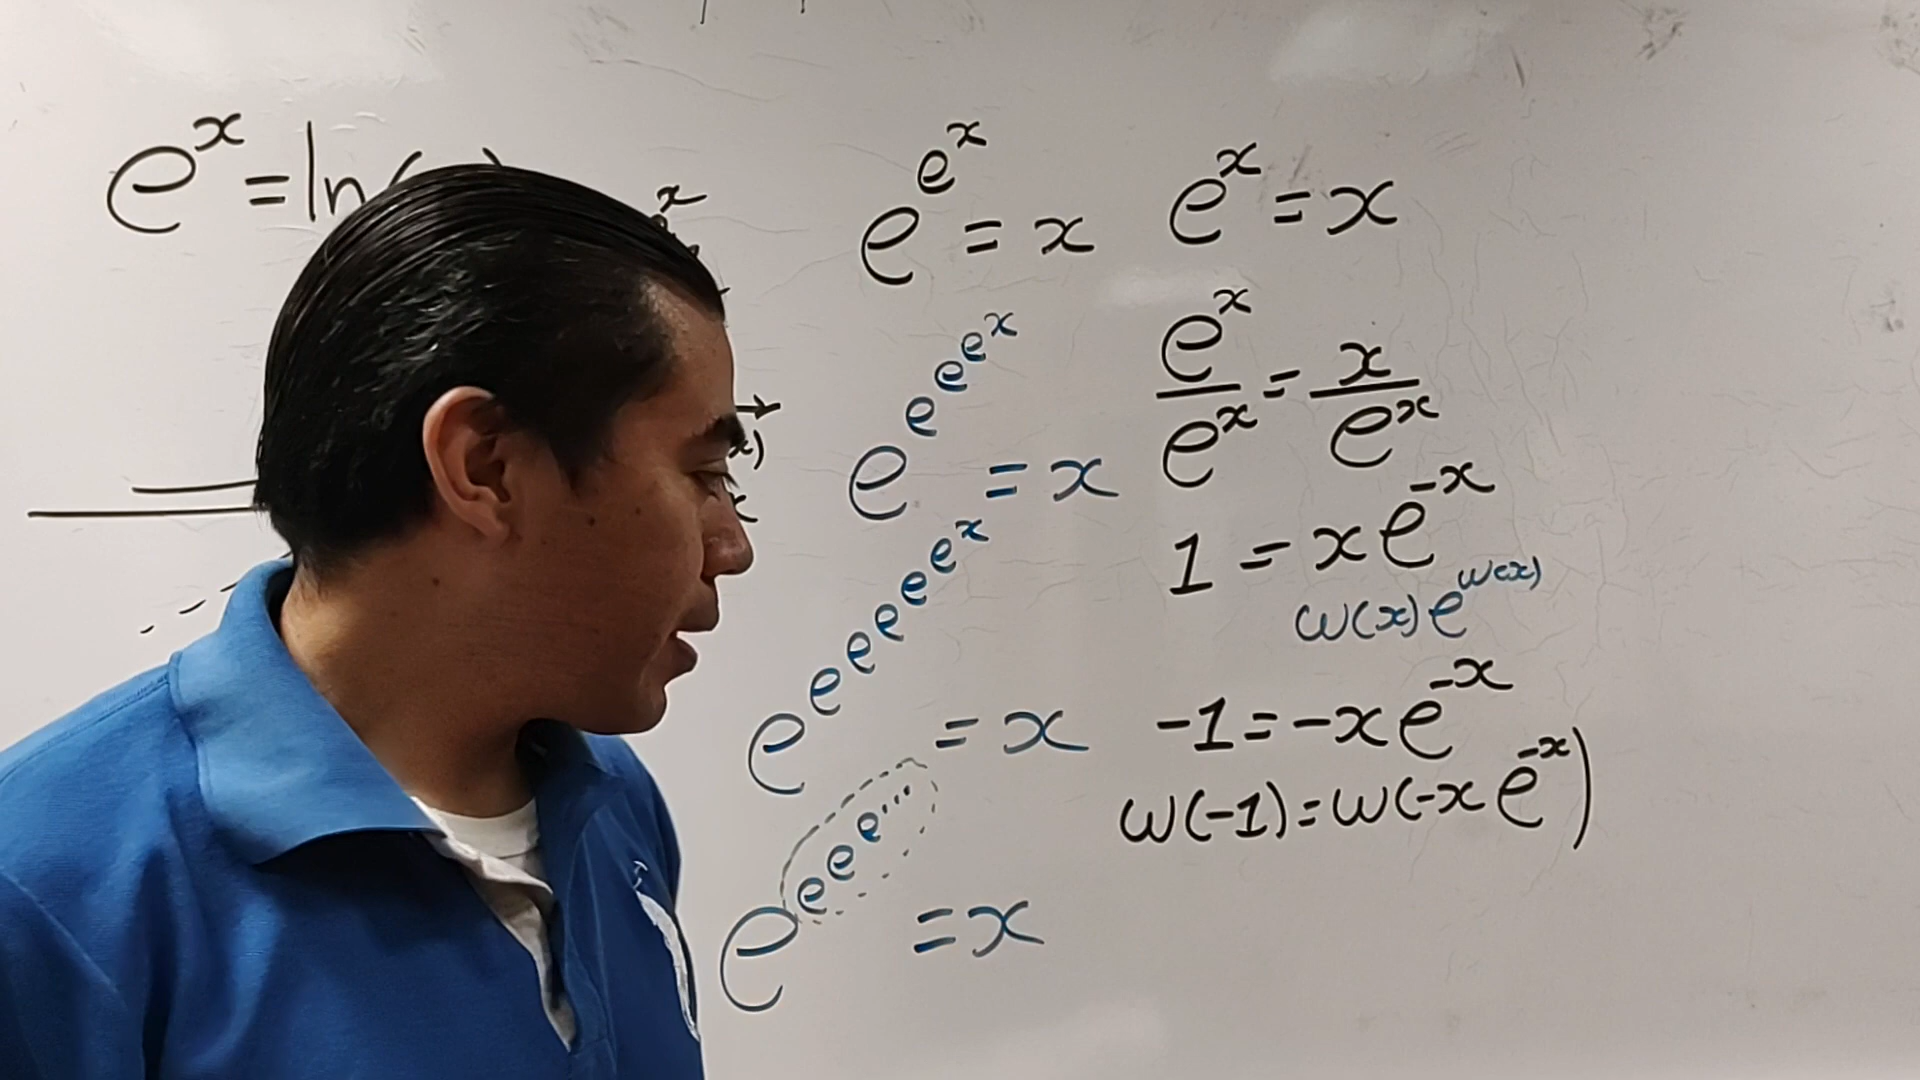 e^x = ln(
x
x)
x
e^{e^x} = x
e^{e^{e^{e^x}}} = x
e^{e^{e^{e^{e^{e^x}}}}} = x
e^{e^{e^{e^{...}}}} = x
e^x = x
e^x/e^x = x/e^x
1 = xe^{-x}
W(x)e^{W(x)}
-1 = -xe^{-x}
W(-1) = W(-xe^{-x})